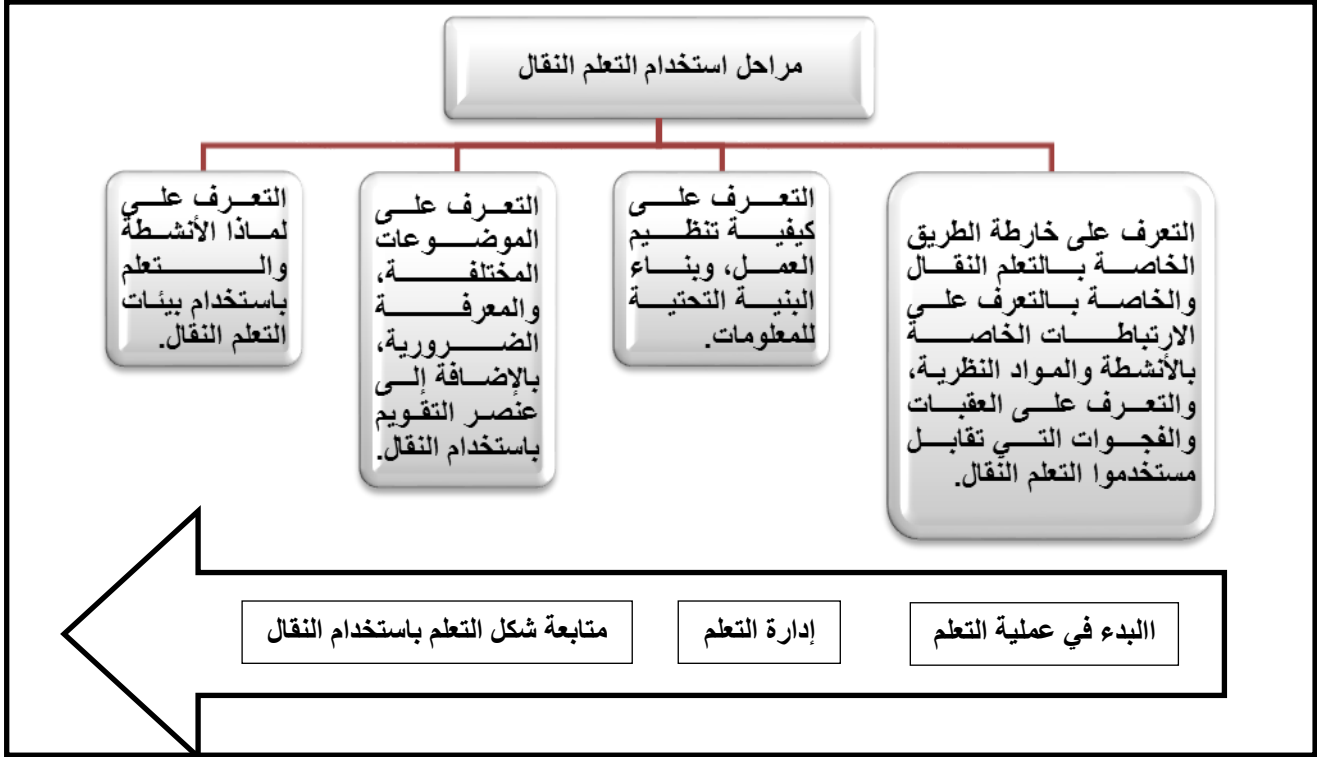 مراحل استخدام التعلم النقال
التعرف على خارطة الطريق
الخاصة بالتعلم النقال
والخاصة بالتعرف على
الارتباطات الخاصة
بالأنشطة والمواد النظرية،
والتعرف على العقبات
والفجوات التي تقابل
مستخدموا التعلم النقال.
التعرف على
كيفية تنظيم
العمل، وبناء
البنية التحتية
للمعلومات.
التعرف على
الموضوعات
المختلفة،
والمعرفة
الضرورية،
بالإضافة إلى
عنصر التقويم
باستخدام النقال.
التعرف علي
لماذا الأنشطة
والتعلم
باستخدام بيئات
التعلم النقال.
االبدء في عملية التعلم
إدارة التعلم
متابعة شكل التعلم باستخدام النقال